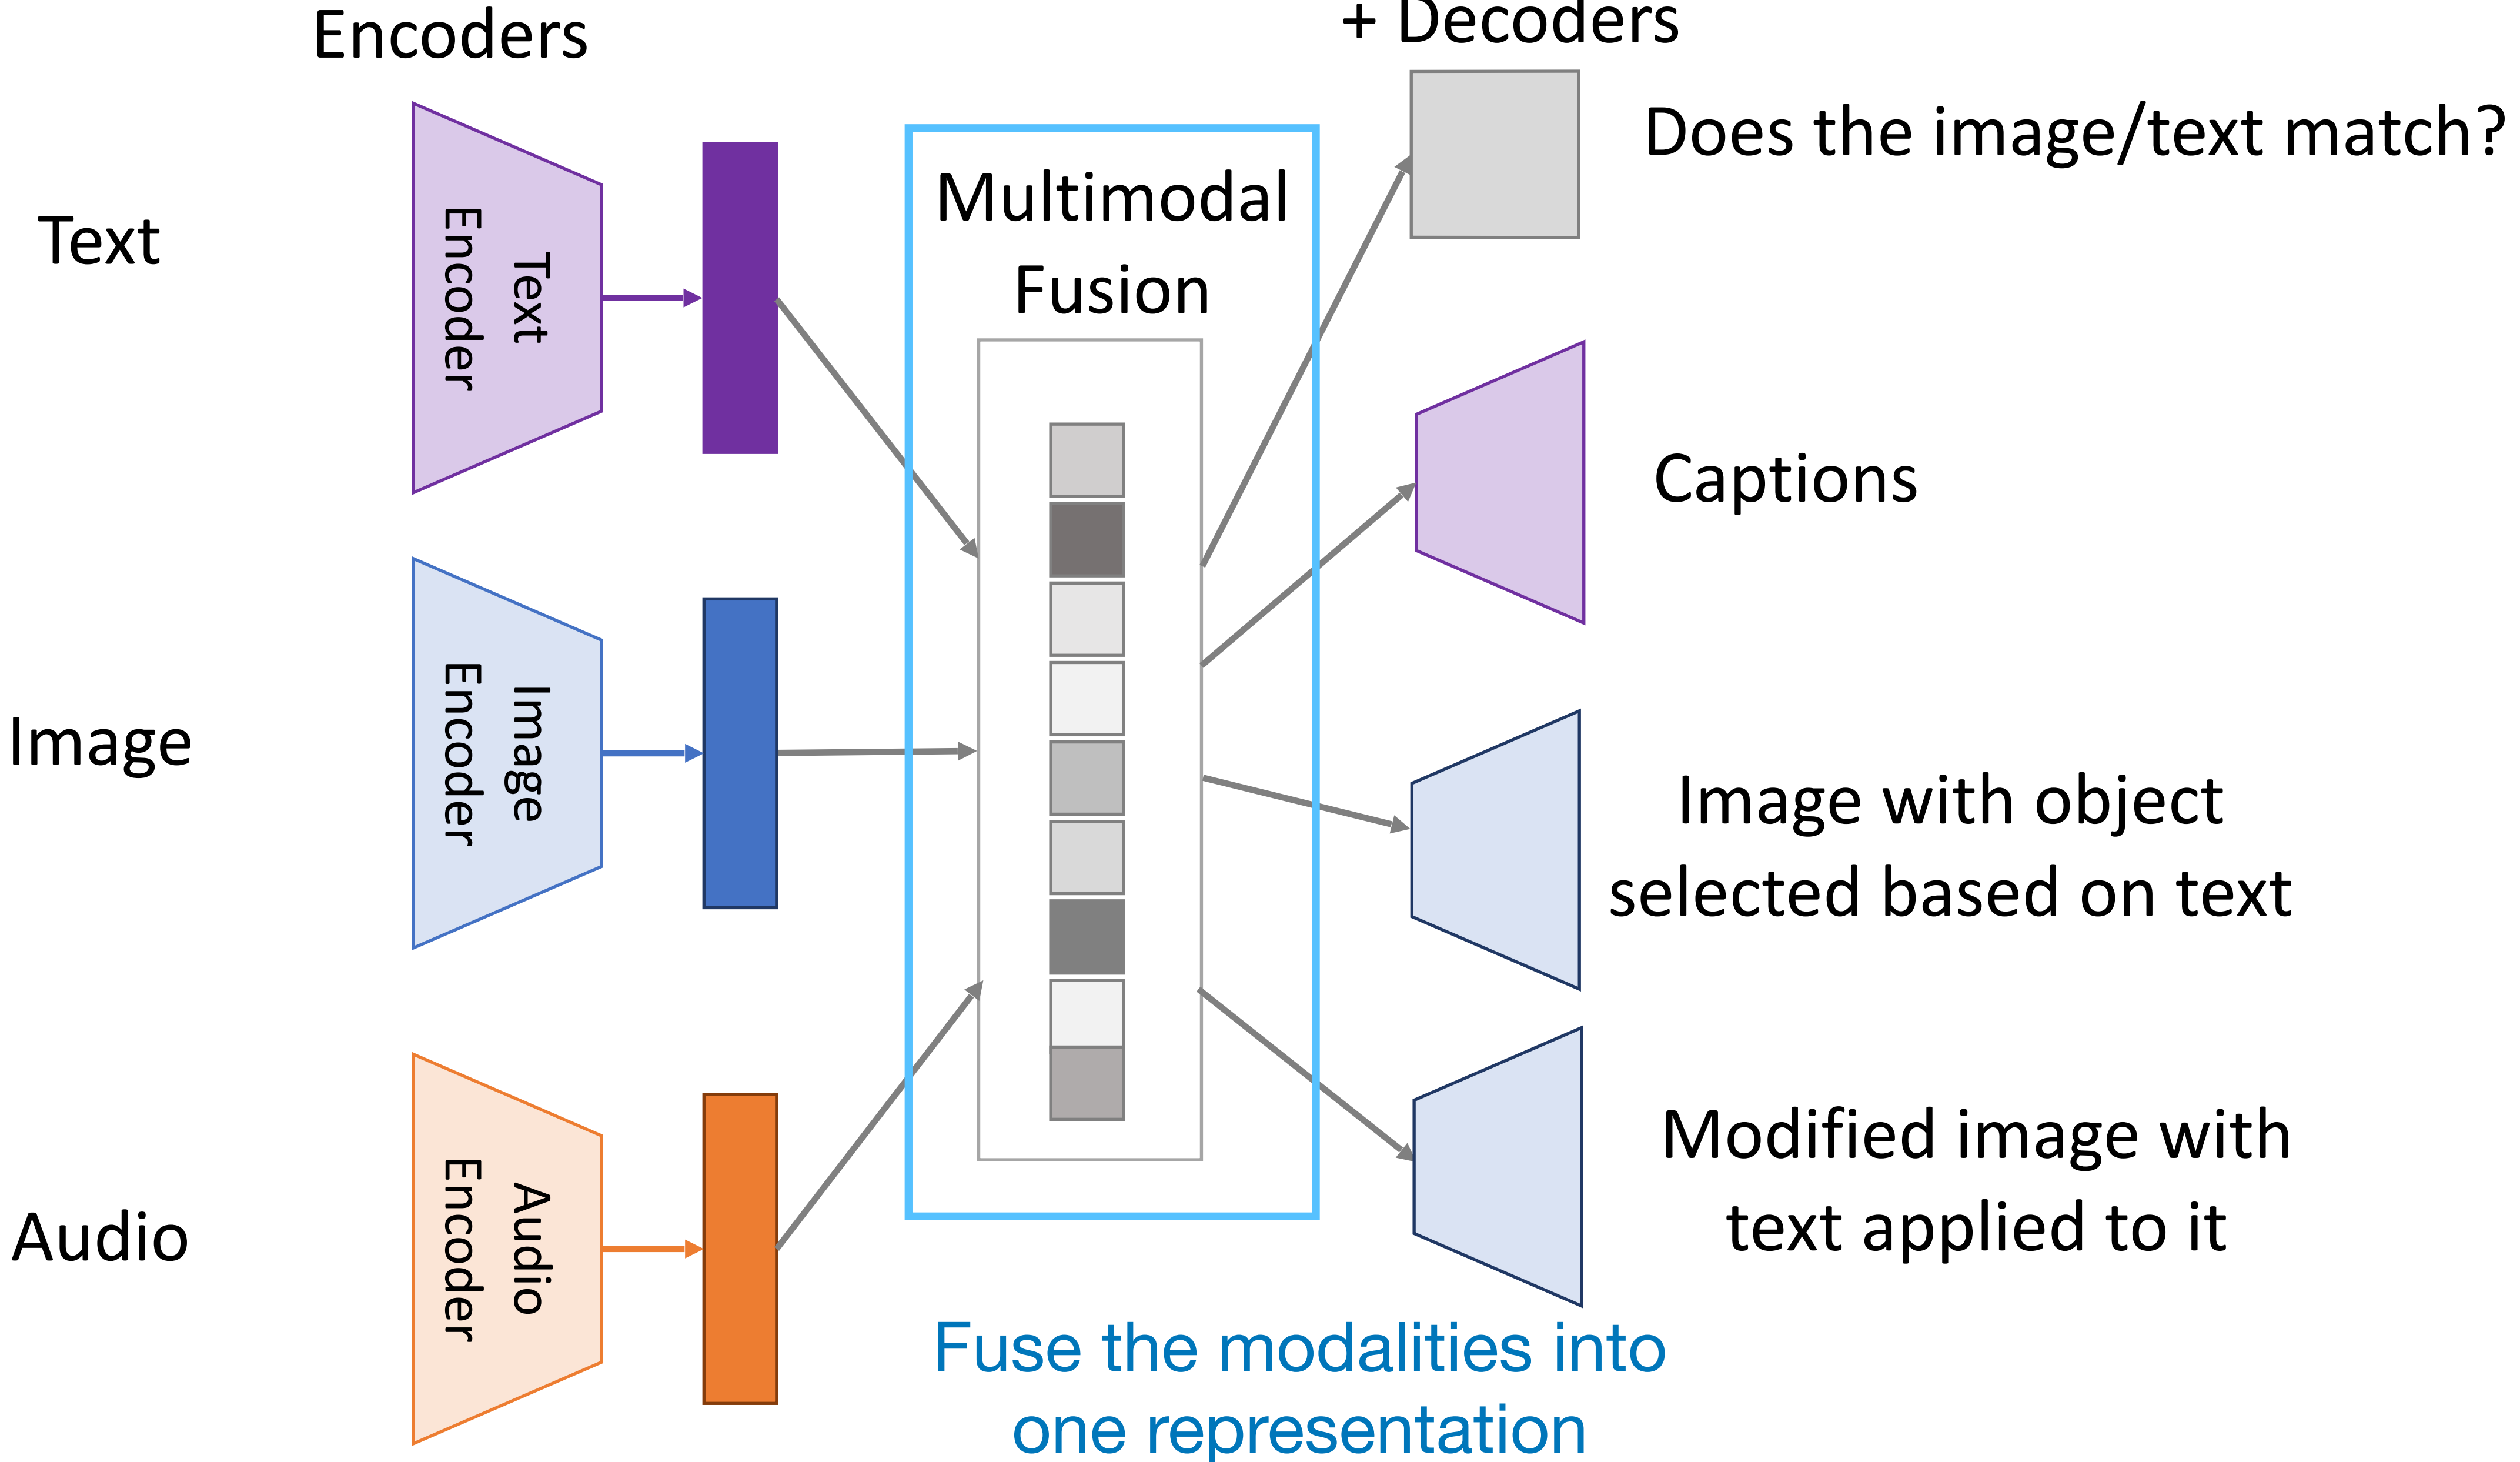 Encoders
+ Decoders
Text
Text
Encoder
Multimodal
Fusion
Does the image/text match?
Captions
Image
Image
Encoder
Image with object
selected based on text
Audio
Audio
Encoder
Modified image with
text applied to it
Fuse the modalities into
one representation